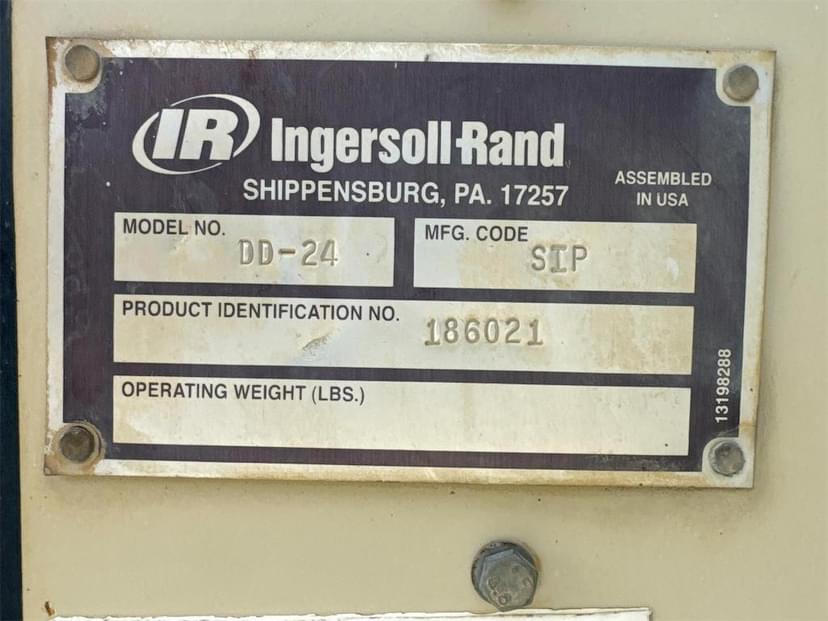 IR Ingersoll-Rand
SHIPPENSBURG, PA. 17257
ASSEMBLED
IN USA
MODEL NO. DD-24
MFG. CODE SIP
PRODUCT IDENTIFICATION NO. 186021
OPERATING WEIGHT (LBS.)
13198288